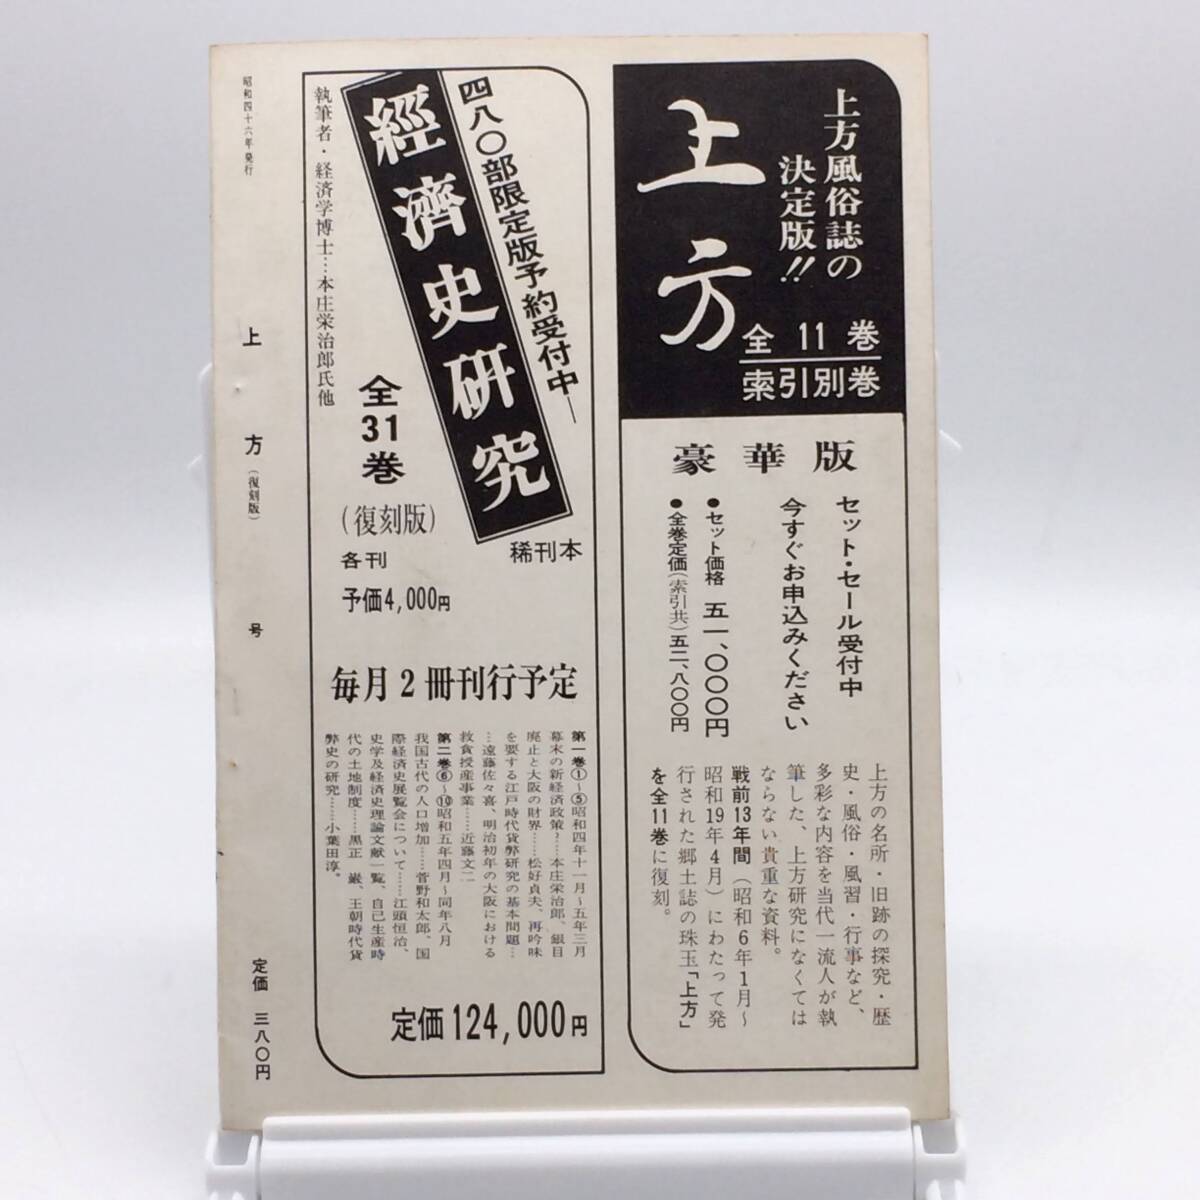 上方風俗誌の
決定版!!
上方
全11巻
索引別巻
豪華版
セット・セール受付中
今すぐお申込みください
●セット価格 五一、〇〇〇円
●全巻定価(索引共)五二、八〇〇円
上方の名所・旧跡の探究・歴
史・風俗・風習・行事など、
多彩な内容を当代一流人が執
筆した、上方研究になくては
ならない貴重な資料。
戦前13年間(昭和6年1月〜
昭和19年4月)にわたって発
行された郷土誌の珠玉「上方」
を全11巻に復刻。
四八〇部限定版予約受付中―
經濟史研究
稀刊本
執筆者・経済学博士…本庄栄治郎氏他
全31巻
(復刻版)
各刊
予価4,000円
毎月2冊刊行予定
第一巻①〜⑤昭和四年十一月〜五年三月
幕末の新経済政策……本庄栄治郎、銀目
廃止と大阪の財界……松好貞夫、再吟味
を要する江戸時代貨弊研究の基本問題…
…遠藤佐々喜、明治初年の大阪における
救貧授産事業……近藤文二
第二巻⑥〜⑩昭和五年四月〜同年八月
我国古代の人口増加……菅野和太郎、国
際経済史展覧会について……江頭恒治、
史学及経済史理論文献一覧、自己生産時
代の土地制度……黒正 巌、王朝時代貨
弊史の研究……小葉田淳。
定価124,000円
昭和四十六年発行
上方(復刻版)号
定価 三八〇円